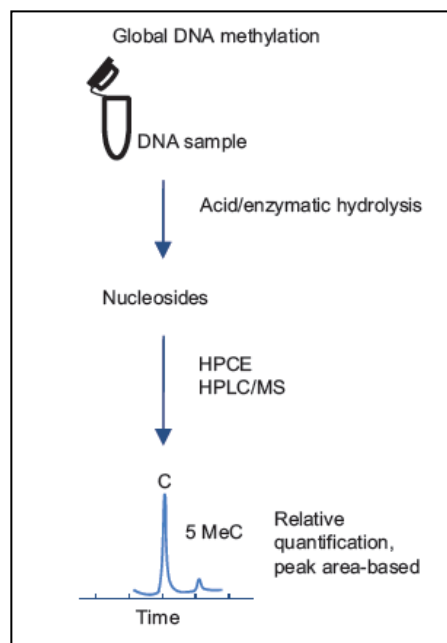 Global DNA methylation
DNA sample
Acid/enzymatic hydrolysis
Nucleosides
HPCE
HPLC/MS
C
5 MeC
Relative
quantification,
peak area-based
Time